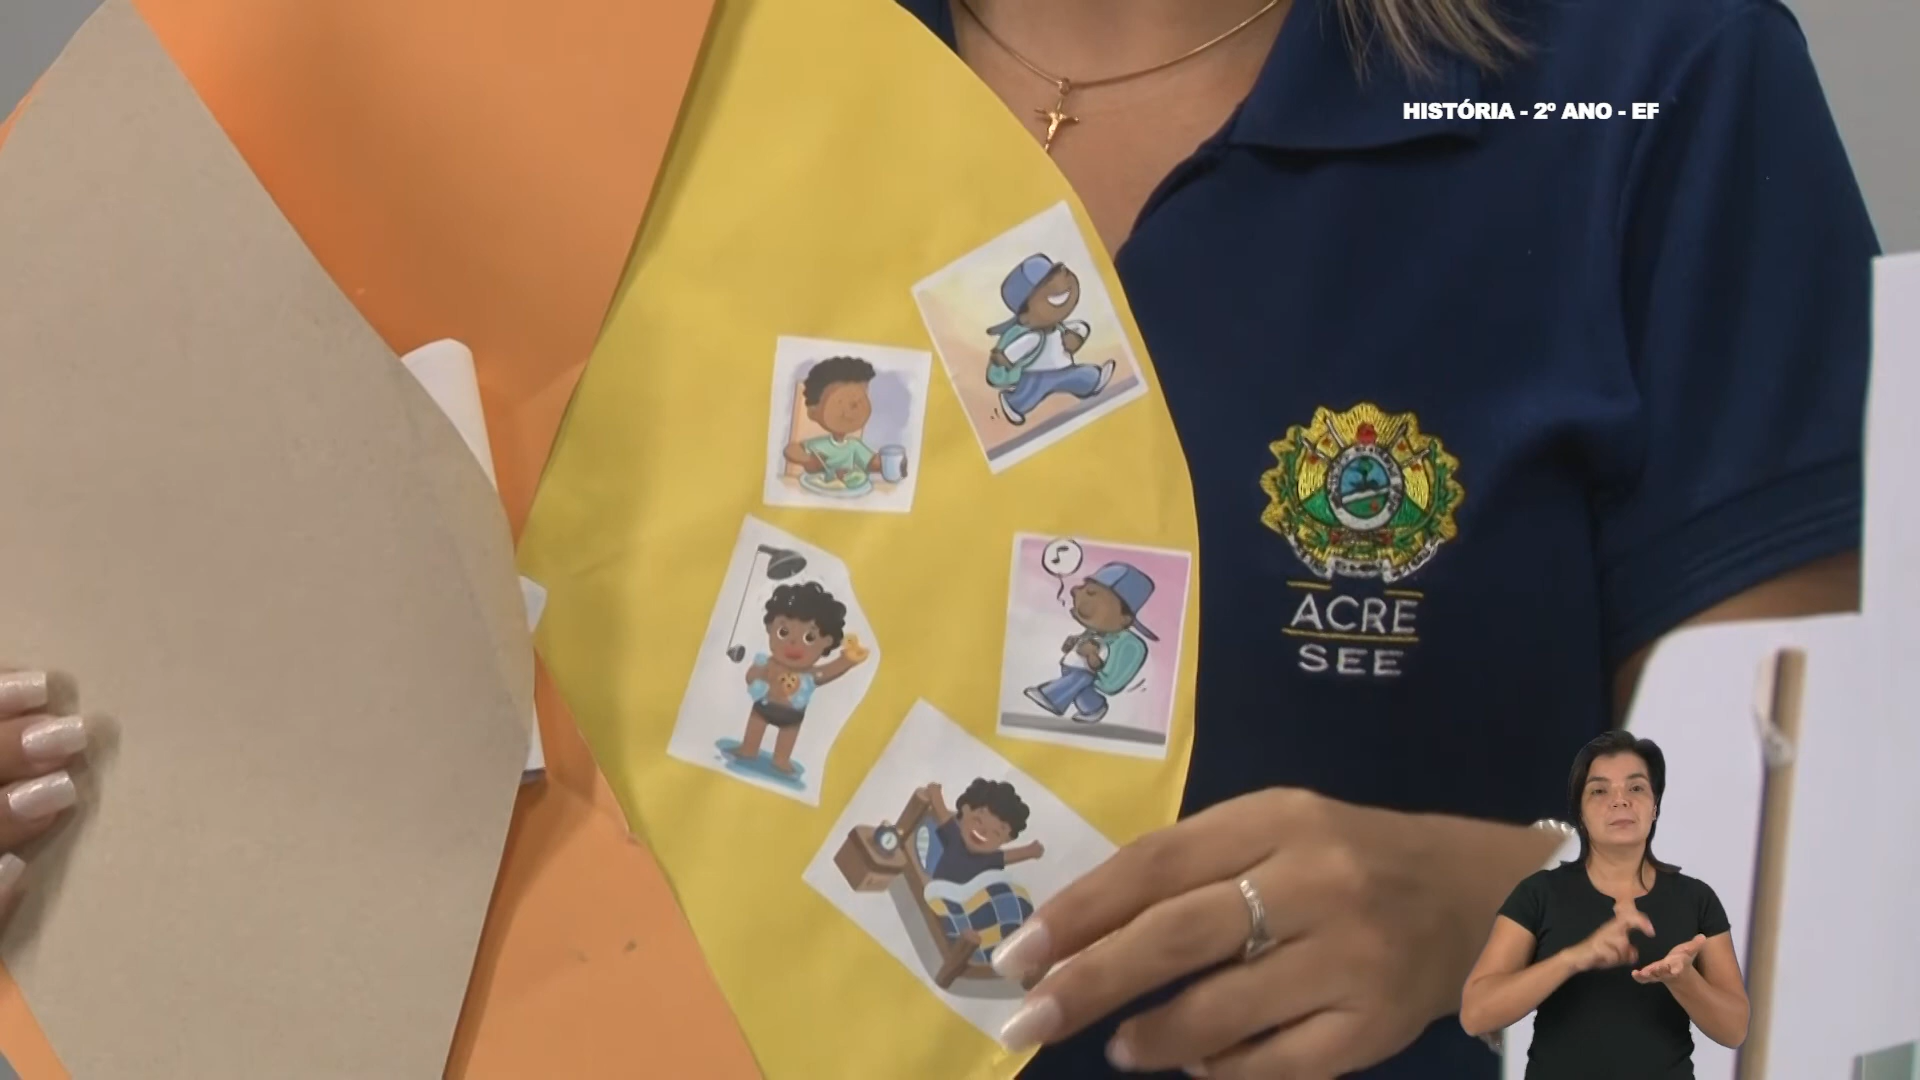 HISTÓRIA - 2º ANO - EF
ACRE
SEE